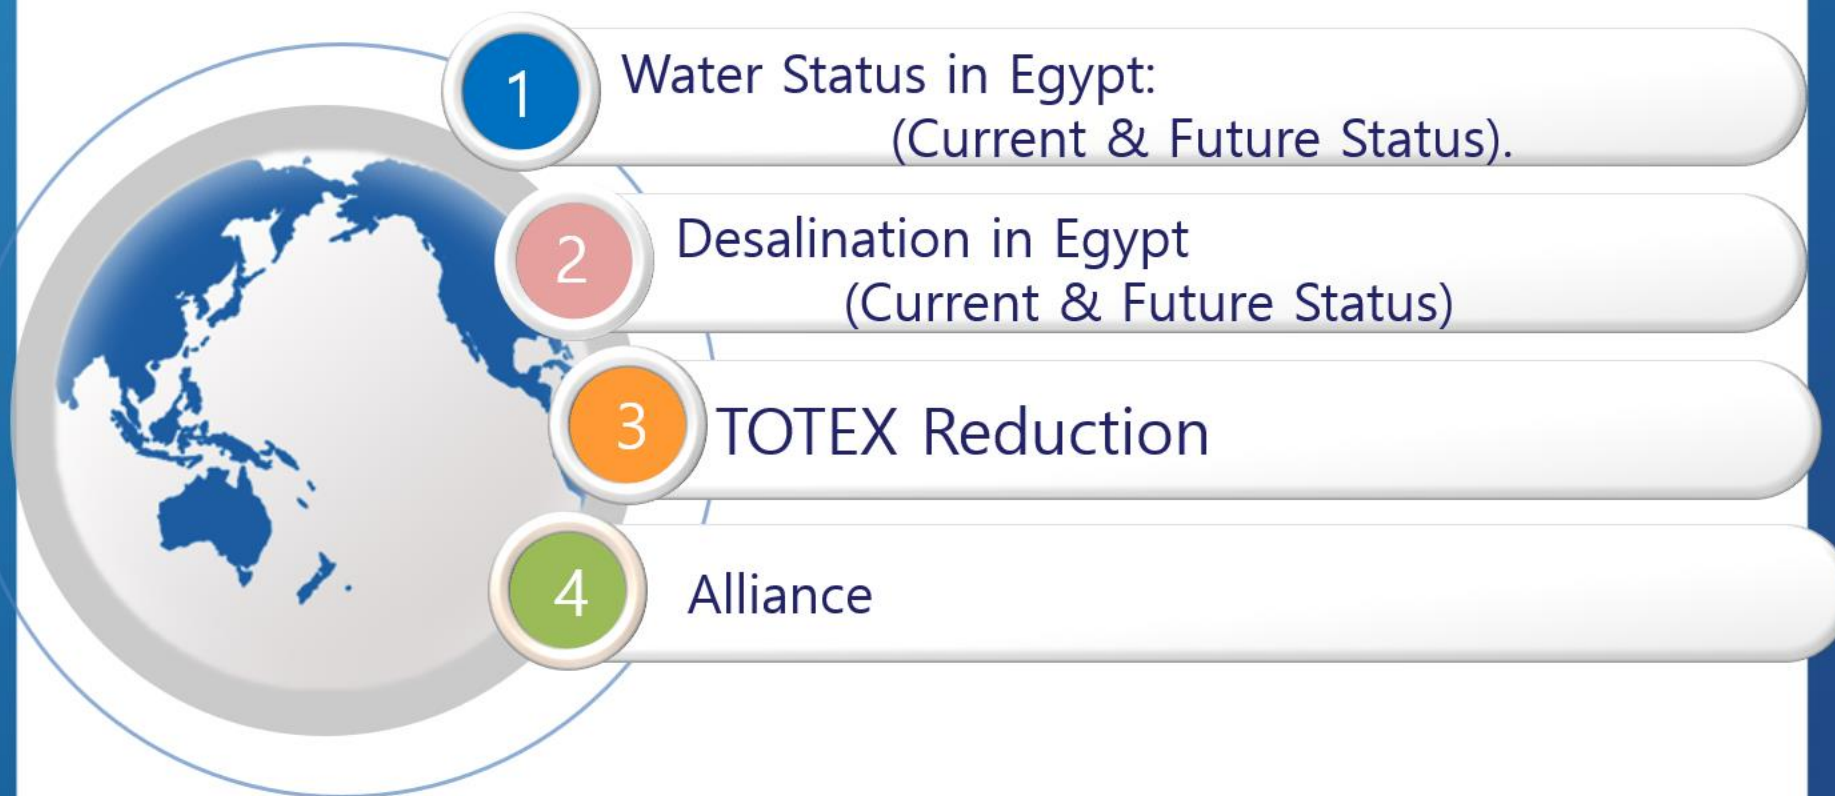 1
Water Status in Egypt:
(Current & Future Status).
2
Desalination in Egypt
(Current & Future Status)
3
TOTEX Reduction
4
Alliance